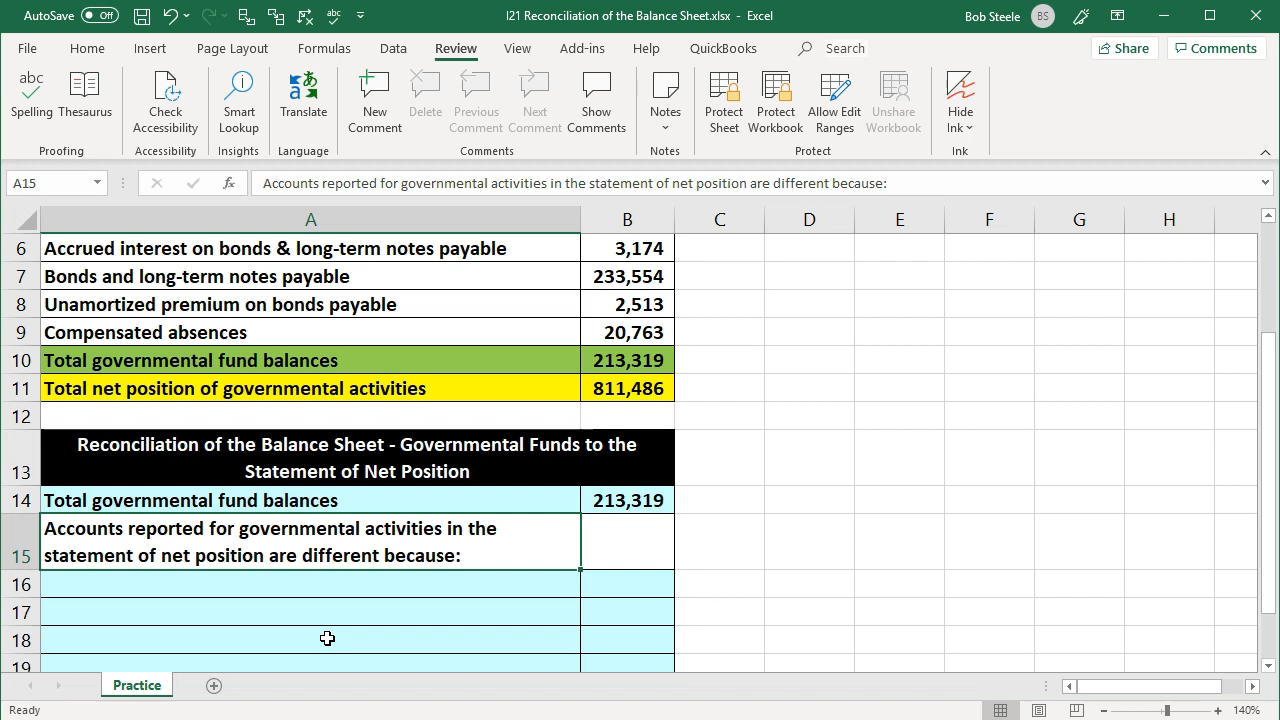 AutoSave Off I21 Reconciliation of the Balance Sheet.xlsx - Excel Bob Steele BS
File Home Insert Page Layout Formulas Data Review View Add-ins Help QuickBooks Search Share Comments
abc
Spelling Thesaurus Check Accessibility Smart Lookup Translate New Comment Delete Previous Comment Next Comment Show Comments Notes Protect Sheet Protect Workbook Allow Edit Ranges Unshare Workbook Hide Ink
Proofing Accessibility Insights Language Comments Notes Protect Ink
A15 fx Accounts reported for governmental activities in the statement of net position are different because:
A B C D E F G H
6 Accrued interest on bonds & long-term notes payable 3,174
7 Bonds and long-term notes payable 233,554
8 Unamortized premium on bonds payable 2,513
9 Compensated absences 20,763
10 Total governmental fund balances 213,319
11 Total net position of governmental activities 811,486
12
Reconciliation of the Balance Sheet - Governmental Funds to the
13 Statement of Net Position
14 Total governmental fund balances 213,319
Accounts reported for governmental activities in the
15 statement of net position are different because:
16
17
18
19
Practice
Ready 140%